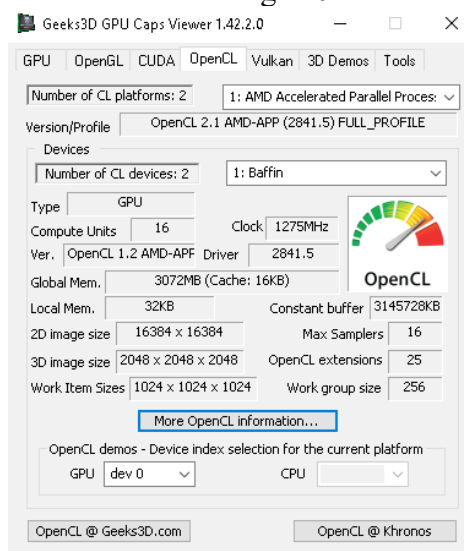 Geeks3D GPU Caps Viewer 1.42.2.0
GPU OpenGL CUDA OpenCL Vulkan 3D Demos Tools
Number of CL platforms: 2 1: AMD Accelerated Parallel Proces:
Version/Profile OpenCL 2.1 AMD-APP (2841.5) FULL_PROFILE
Devices
Number of CL devices: 2 1: Baffin
Type GPU
Compute Units 16 Clock 1275MHz
Ver. OpenCL 1.2 AMD-APF Driver 2841.5
Global Mem. 3072MB (Cache: 16KB) OpenCL
Local Mem. 32KB Constant buffer 3145728KB
2D image size 16384 x 16384 Max Samplers 16
3D image size 2048 x 2048 x 2048 OpenCL extensions 25
Work Item Sizes 1024 x 1024 x 1024 Work group size 256
More OpenCL information...
OpenCL demos - Device index selection for the current platform
GPU dev 0 CPU
OpenCL @ Geeks3D.com OpenCL @ Khronos